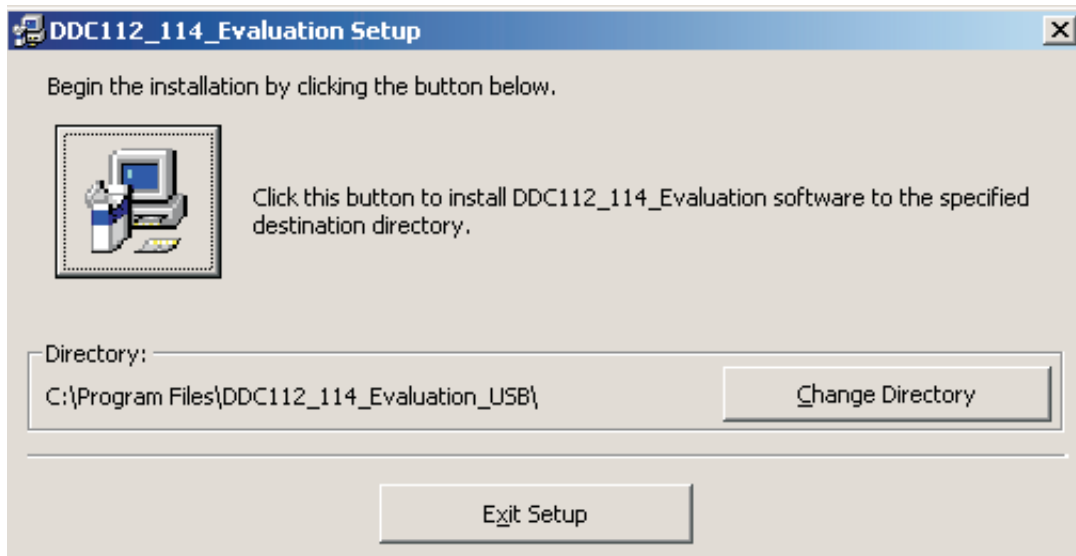 DDC112_114_Evaluation Setup
Begin the installation by clicking the button below.
Click this button to install DDC112_114_Evaluation software to the specified
destination directory.
Directory:
C:\Program Files\DDC112_114_Evaluation_USB\
Change Directory
Exit Setup